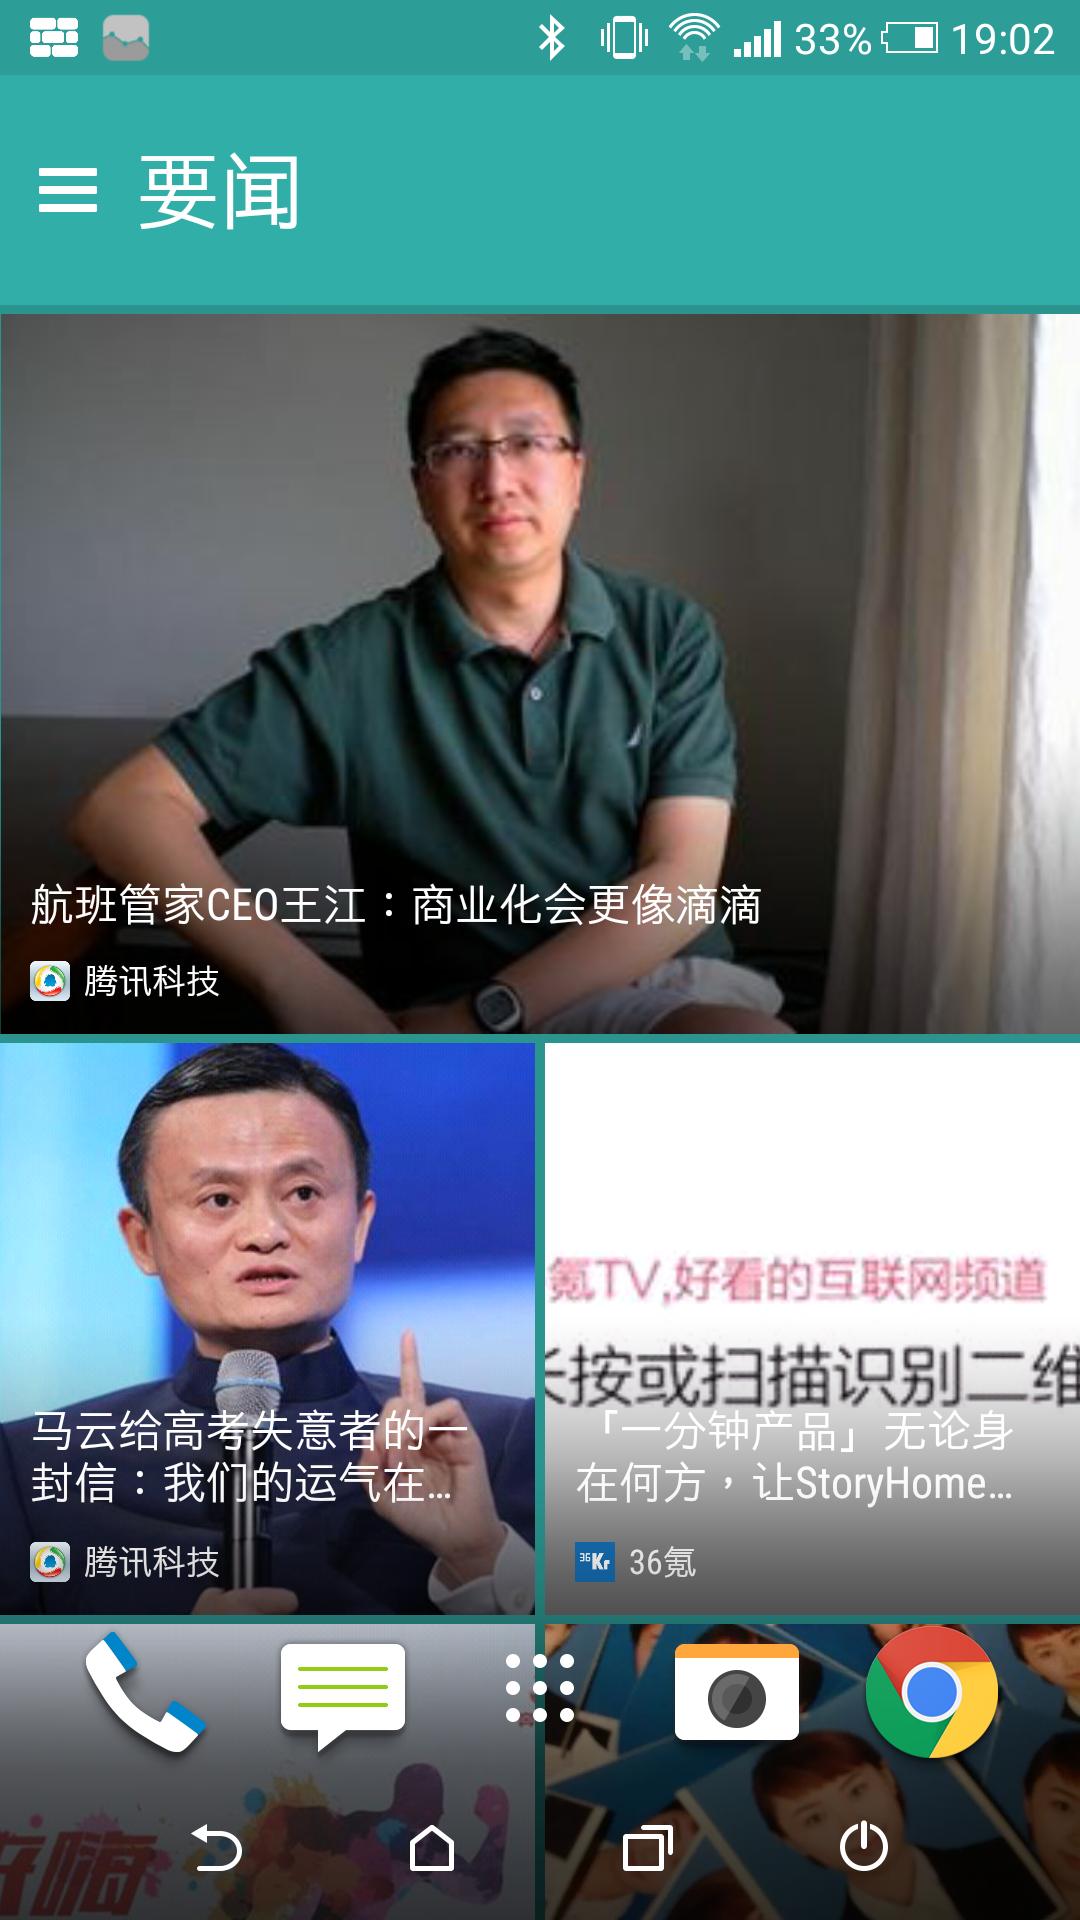 33% 19:02
要闻
航班管家CEO王江：商业化会更像滴滴
腾讯科技
马云给高考失意者的一
封信：我们的运气在…
腾讯科技
氪TV,好看的互联网频道
长按或扫描识别二维
「一分钟产品」无论身
在何方，让StoryHome…
36Kr 36氪
好嗨